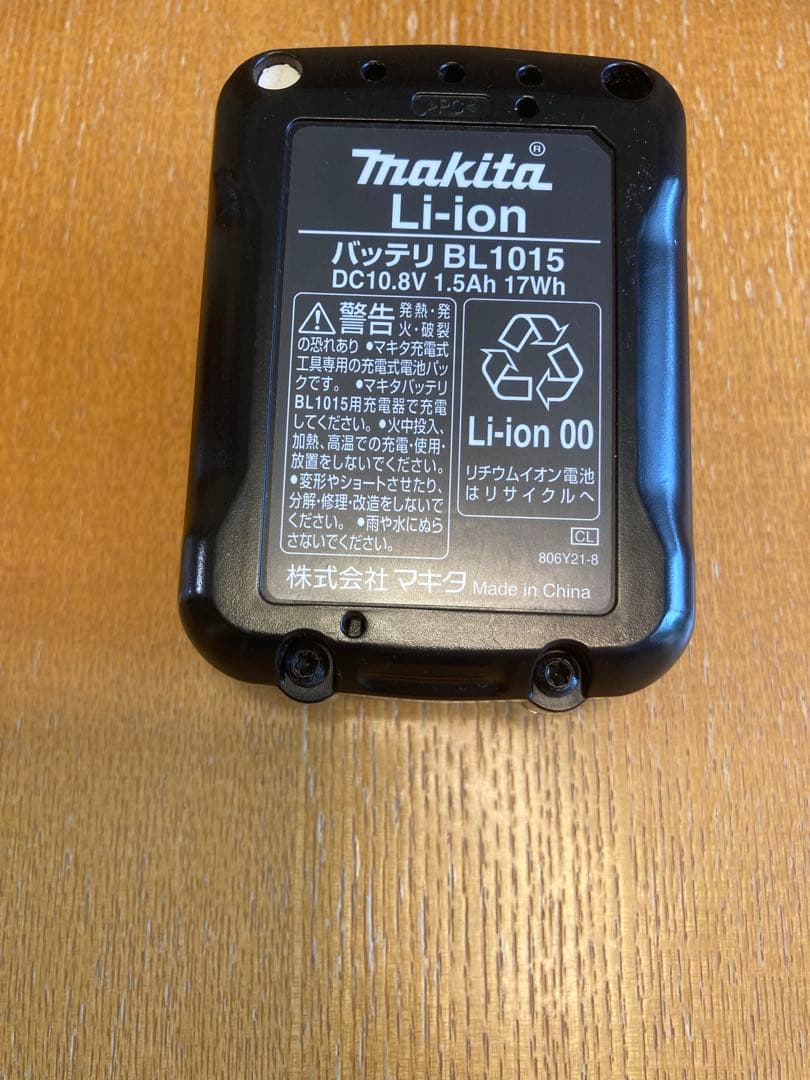 >PC<
makita®
Li-ion
バッテリ BL1015
DC10.8V 1.5Ah 17Wh
警告 発熱・発
火・破裂
の恐れあり ●マキタ充電式
工具専用の充電式電池パッ
クです。 ●マキタバッテリ
BL1015用充電器で充電
してください。●火中投入、
加熱、高温での充電・使用・
放置をしないでください。
●変形やショートさせたり、
分解・修理・改造をしないで
ください。 ●雨や水にぬら
さないでください。
Li-ion 00
リチウムイオン電池
はリサイクルへ
CL
806Y21-8
株式会社 マキタ Made in China